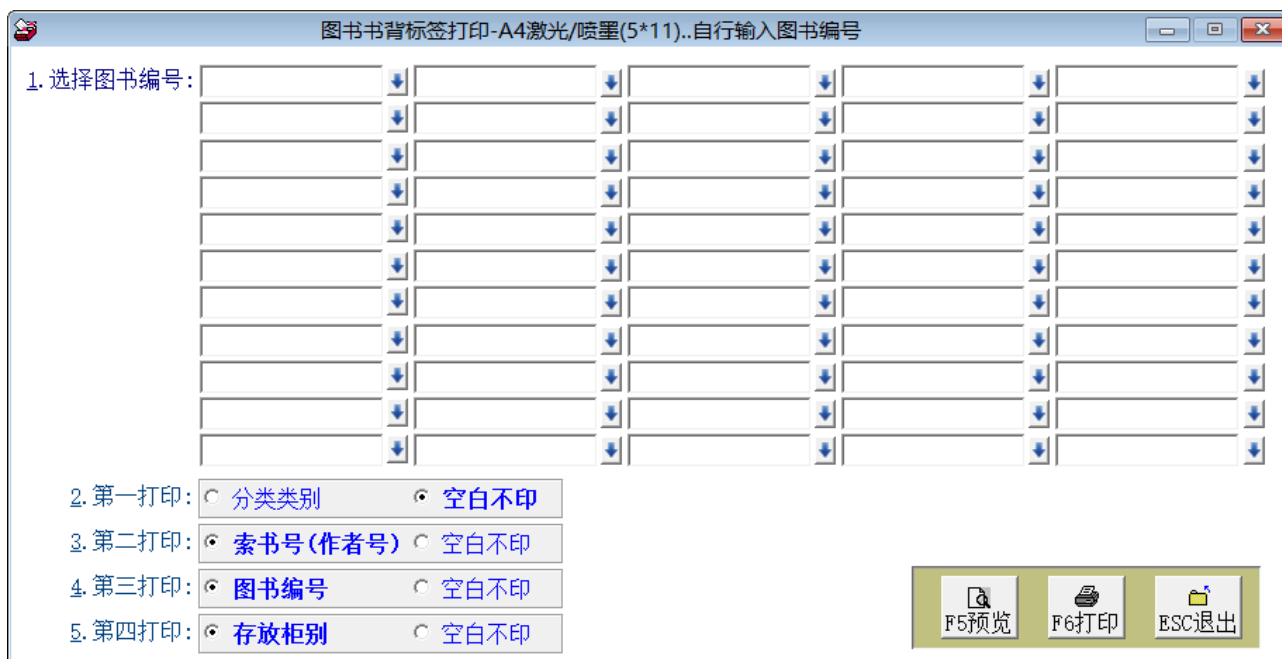 图书书背标签打印-A4激光/喷墨(5*11)..自行输入图书编号
1.选择图书编号:
2.第一打印: 分类类别 空白不印
3.第二打印: 索书号(作者号) 空白不印
4.第三打印: 图书编号 空白不印
5.第四打印: 存放柜别 空白不印
F5预览 F6打印 ESC退出